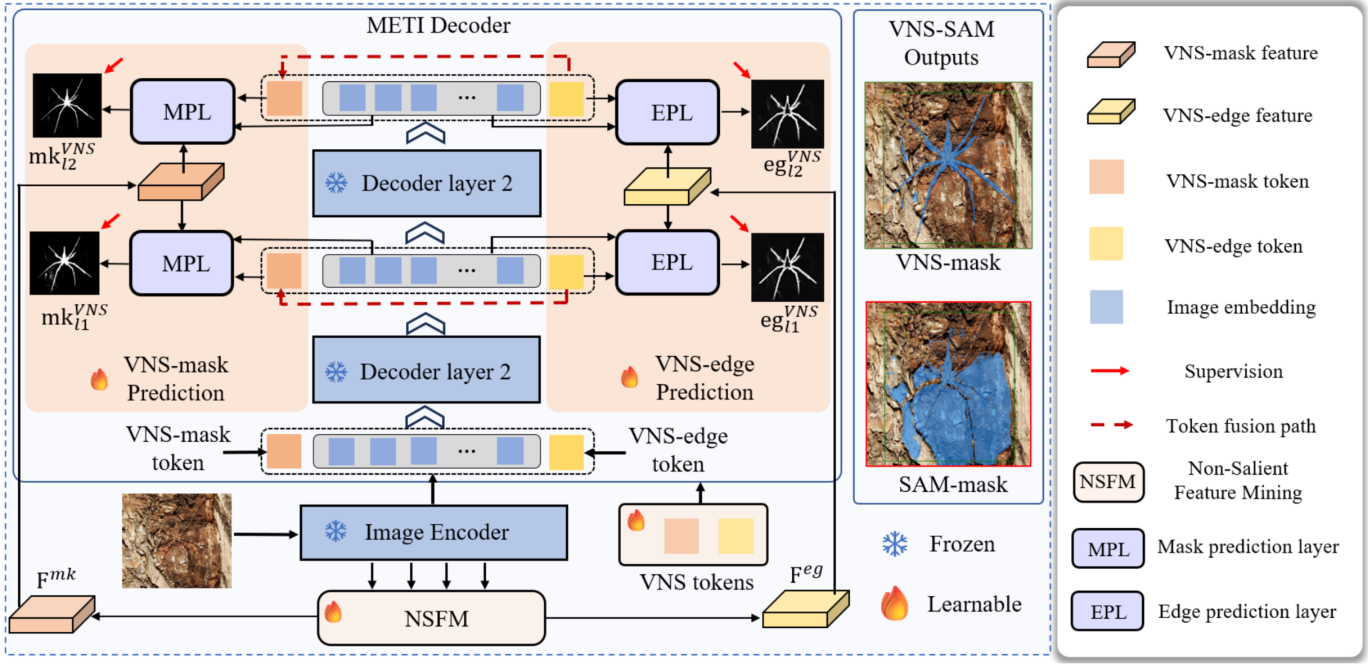 METI Decoder
MPL
EPL
mk_{l2}^{VNS}
eg_{l2}^{VNS}
Decoder layer 2
MPL
EPL
mk_{l1}^{VNS}
eg_{l1}^{VNS}
VNS-mask
Prediction
Decoder layer 2
VNS-edge
Prediction
VNS-mask
token
VNS-edge
token
Image Encoder
VNS tokens
F^{mk}
NSFM
F^{eg}
VNS-SAM
Outputs
VNS-mask
SAM-mask
Frozen
Learnable
VNS-mask feature
VNS-edge feature
VNS-mask token
VNS-edge token
Image embedding
Supervision
Token fusion path
NSFM
Non-Salient
Feature Mining
MPL
Mask prediction layer
EPL
Edge prediction layer